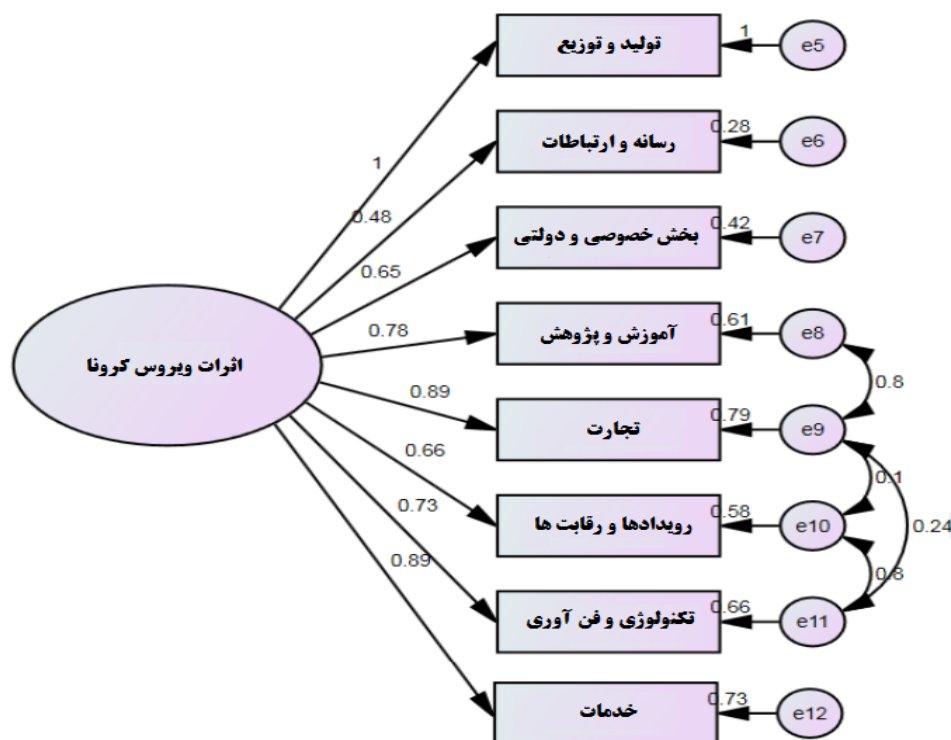 تولید و توزیع
1
e5
رسانه و ارتباطات
0.28
e6
بخش خصوصی و دولتی
0.42
e7
آموزش و پژوهش
0.61
e8
تجارت
0.79
e9
رویدادها و رقابت ها
0.58
e10
تکنولوژی و فن آوری
0.66
e11
خدمات
0.73
e12
اثرات ویروس کرونا
1
0.48
0.65
0.78
0.89
0.66
0.73
0.89
0.8
0.1
0.24
0.8